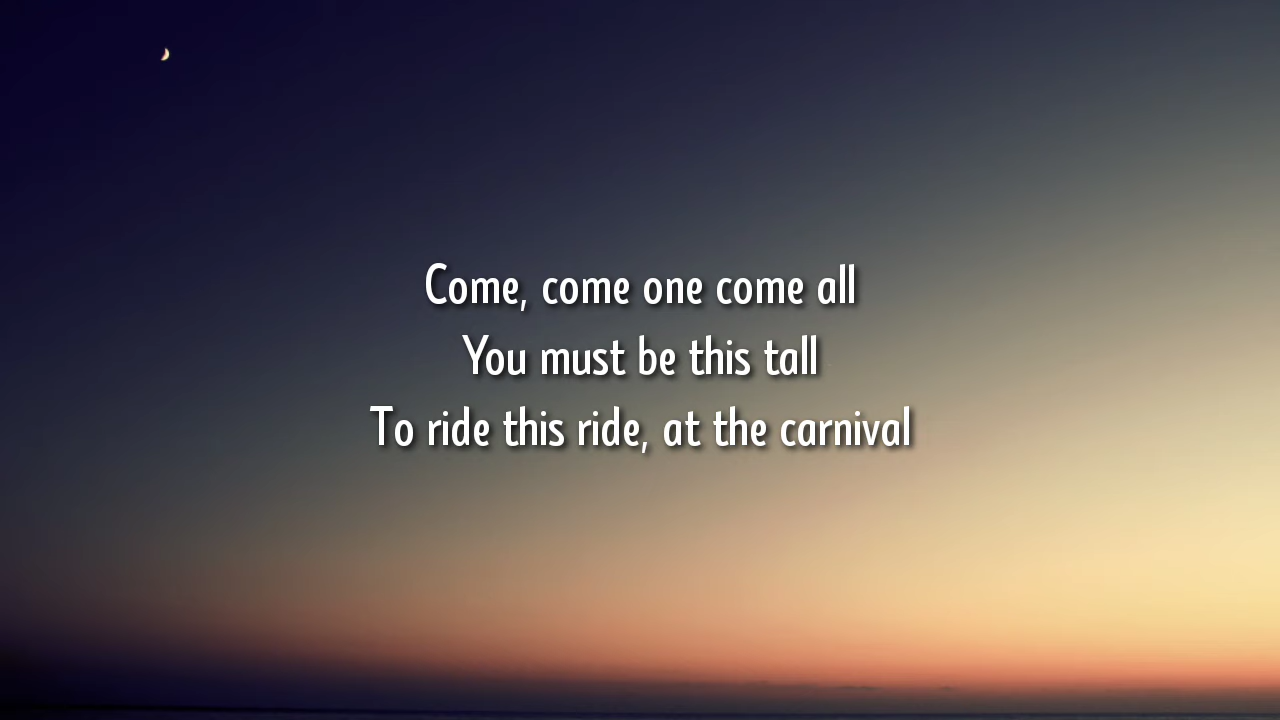 Come, come one come all
You must be this tall
To ride this ride, at the carnival